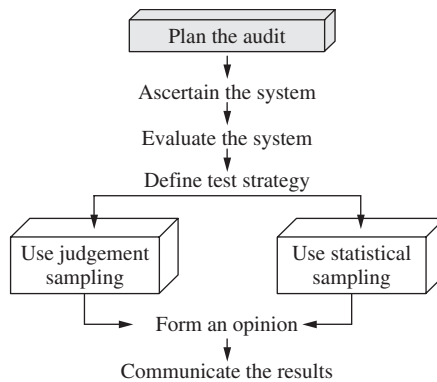 Plan the audit
Ascertain the system
Evaluate the system
Define test strategy
Use judgement
sampling
Use statistical
sampling
Form an opinion
Communicate the results